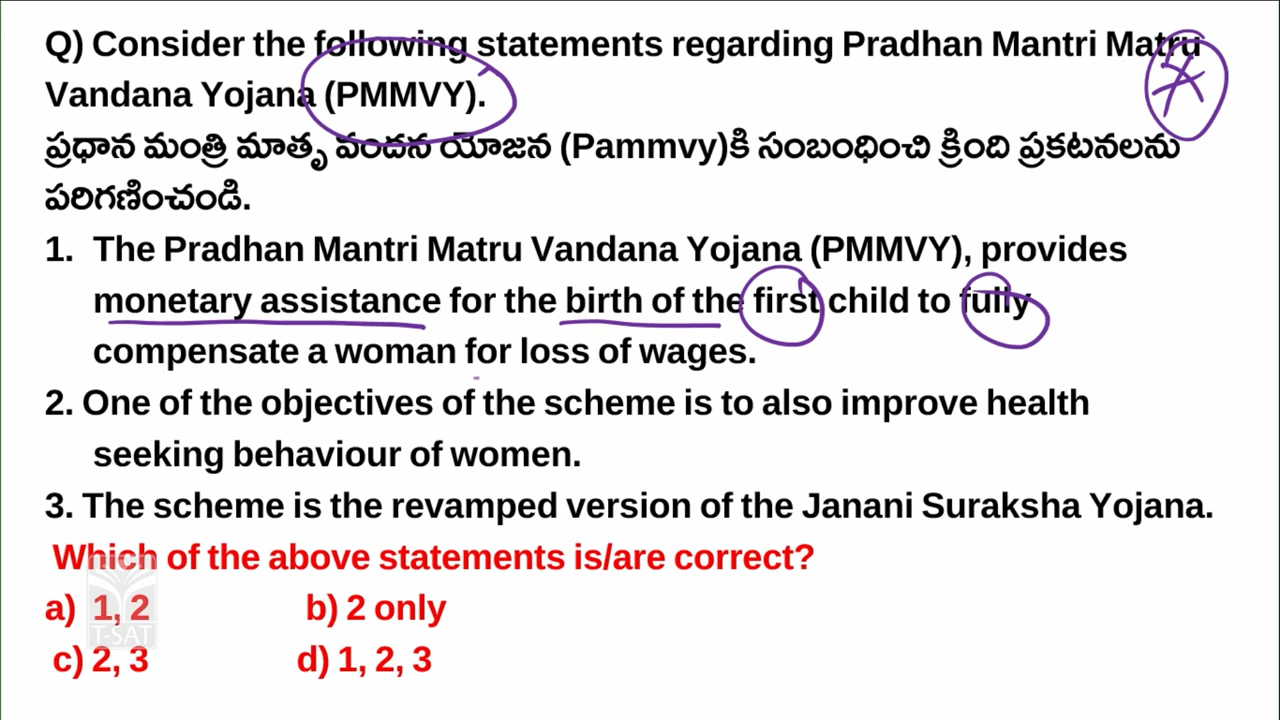 Q) Consider the following statements regarding Pradhan Mantri Matru
Vandana Yojana (PMMVY).
ప్రధాన మంత్రి మాతృ వందన యోజన (Pammvy)కి సంబంధించి క్రింది ప్రకటనలను
పరిగణించండి.
1. The Pradhan Mantri Matru Vandana Yojana (PMMVY), provides
monetary assistance for the birth of the first child to fully
compensate a woman for loss of wages.
2. One of the objectives of the scheme is to also improve health
seeking behaviour of women.
3. The scheme is the revamped version of the Janani Suraksha Yojana.
Which of the above statements is/are correct?
a) 1, 2 b) 2 only
T-SAT
c) 2, 3 d) 1, 2, 3